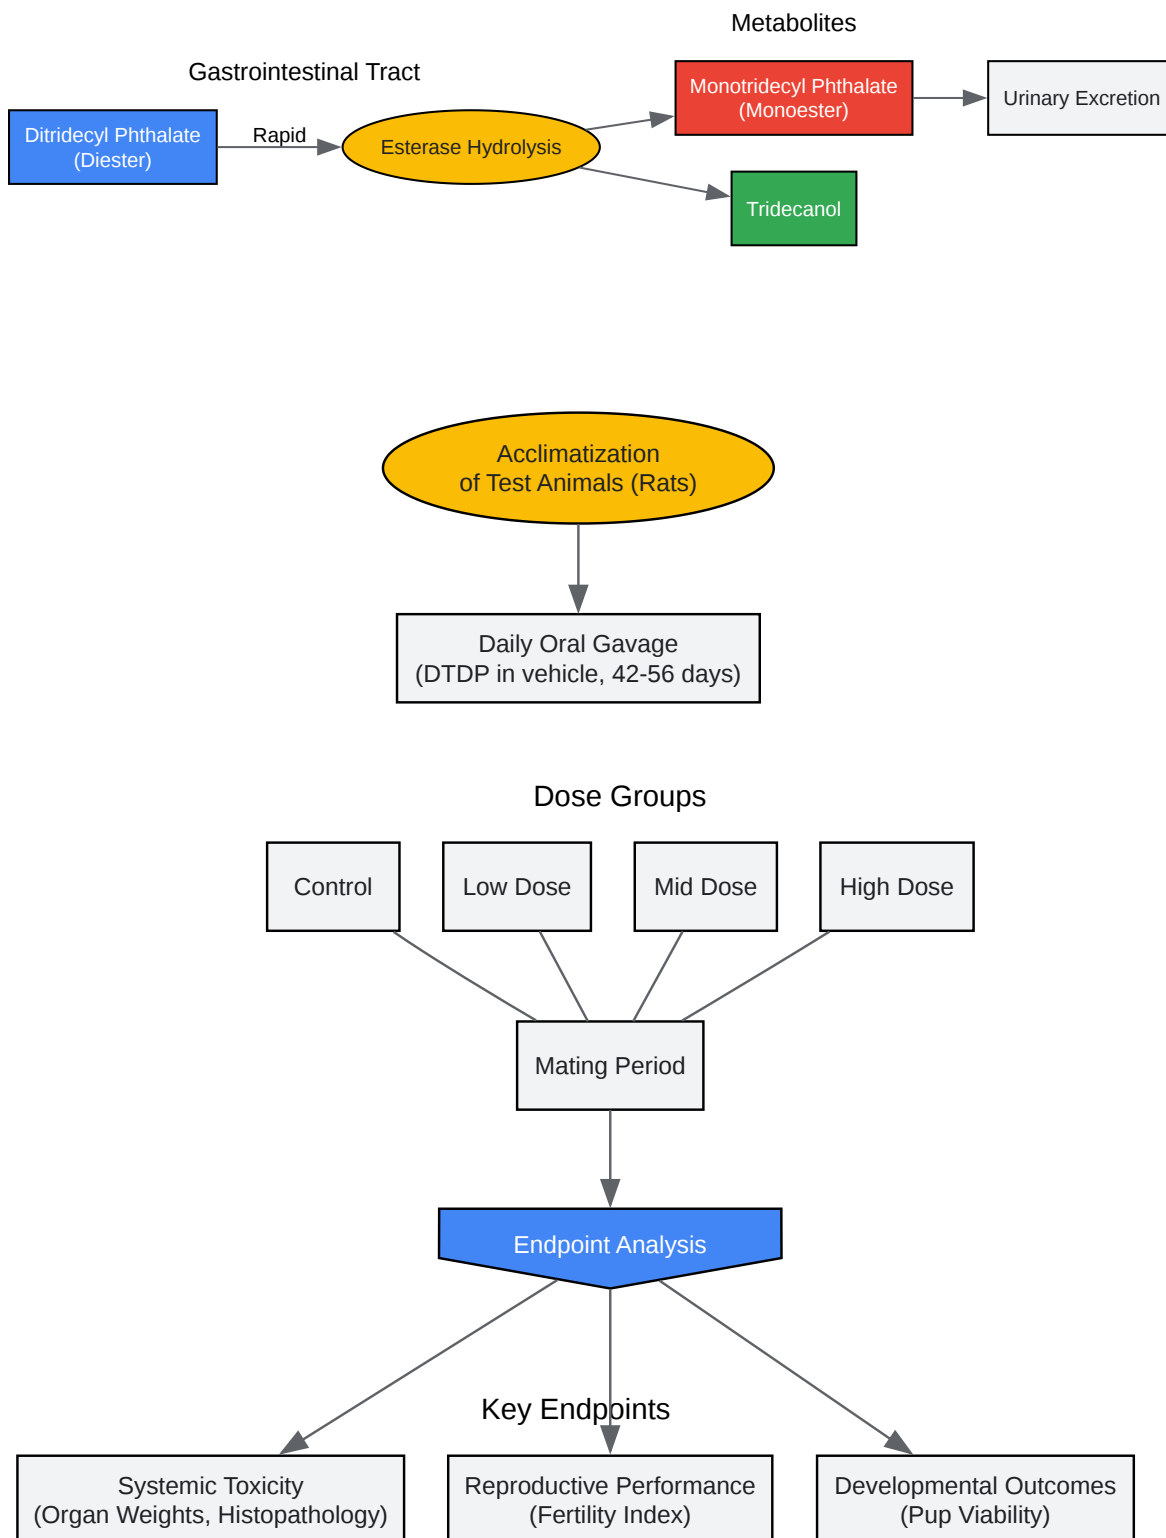 Metabolites
Gastrointestinal Tract
Ditridecyl Phthalate
(Diester)
Rapid
Esterase Hydrolysis
Monotridecyl Phthalate
(Monoester)
Urinary Excretion
Tridecanol
Acclimatization
of Test Animals (Rats)
Daily Oral Gavage
(DTDP in vehicle, 42-56 days)
Dose Groups
Control
Low Dose
Mid Dose
High Dose
Mating Period
Endpoint Analysis
Key Endpoints
Systemic Toxicity
(Organ Weights, Histopathology)
Reproductive Performance
(Fertility Index)
Developmental Outcomes
(Pup Viability)